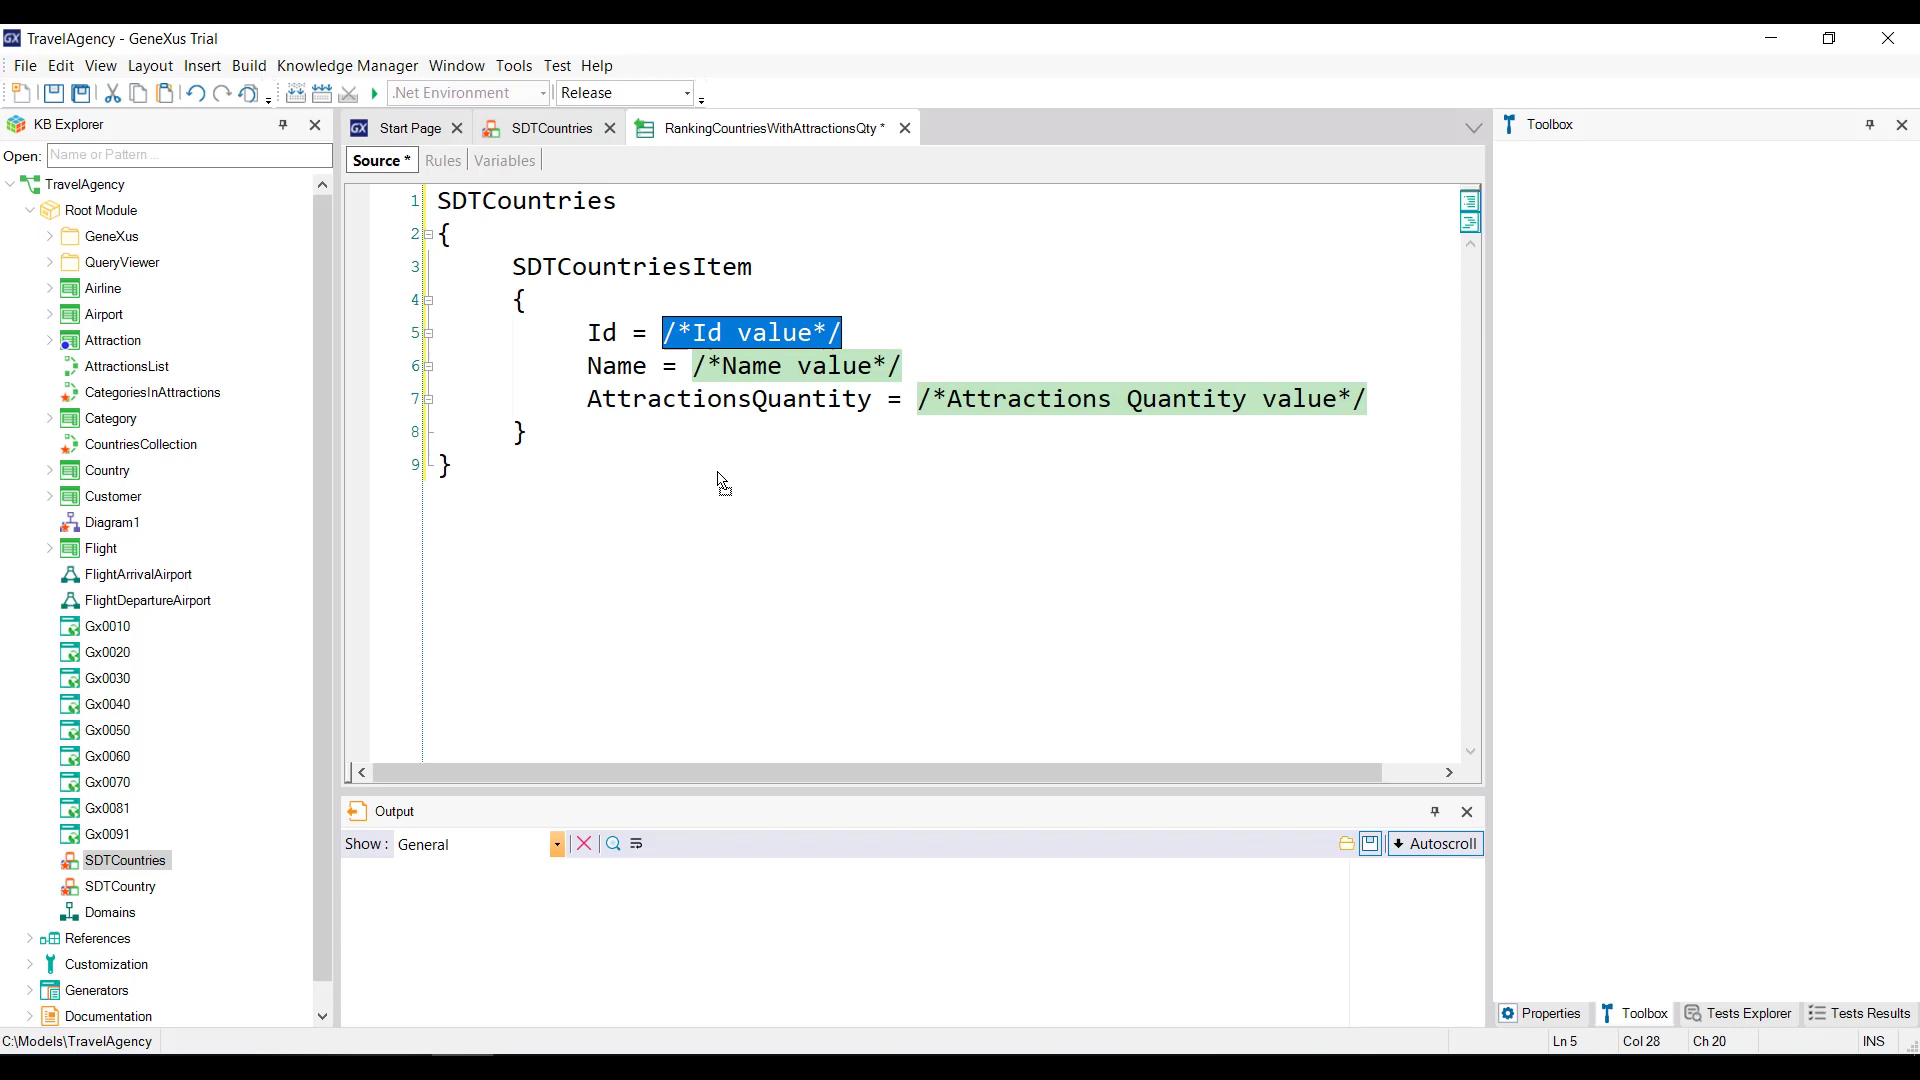 TravelAgency - GeneXus Trial
File Edit View Layout Insert Build Knowledge Manager Window Tools Test Help
.Net Environment Release
KB Explorer
Open: Name or Pattern ...
TravelAgency
Root Module
GeneXus
QueryViewer
Airline
Airport
Attraction
AttractionsList
CategoriesInAttractions
Category
CountriesCollection
Country
Customer
Diagram1
Flight
FlightArrivalAirport
FlightDepartureAirport
Gx0010
Gx0020
Gx0030
Gx0040
Gx0050
Gx0060
Gx0070
Gx0081
Gx0091
SDTCountries
SDTCountry
Domains
References
Customization
Generators
Documentation
Start Page SDTCountries RankingCountriesWithAttractionsQty *
Source * Rules Variables
1 SDTCountries
2 {
3 SDTCountriesItem
4 {
5 Id = /*Id value*/
6 Name = /*Name value*/
7 AttractionsQuantity = /*Attractions Quantity value*/
8 }
9 }
Output
Show : General Autoscroll
Toolbox
Properties Toolbox Tests Explorer Tests Results
C:\Models\TravelAgency Ln 5 Col 28 Ch 20 INS